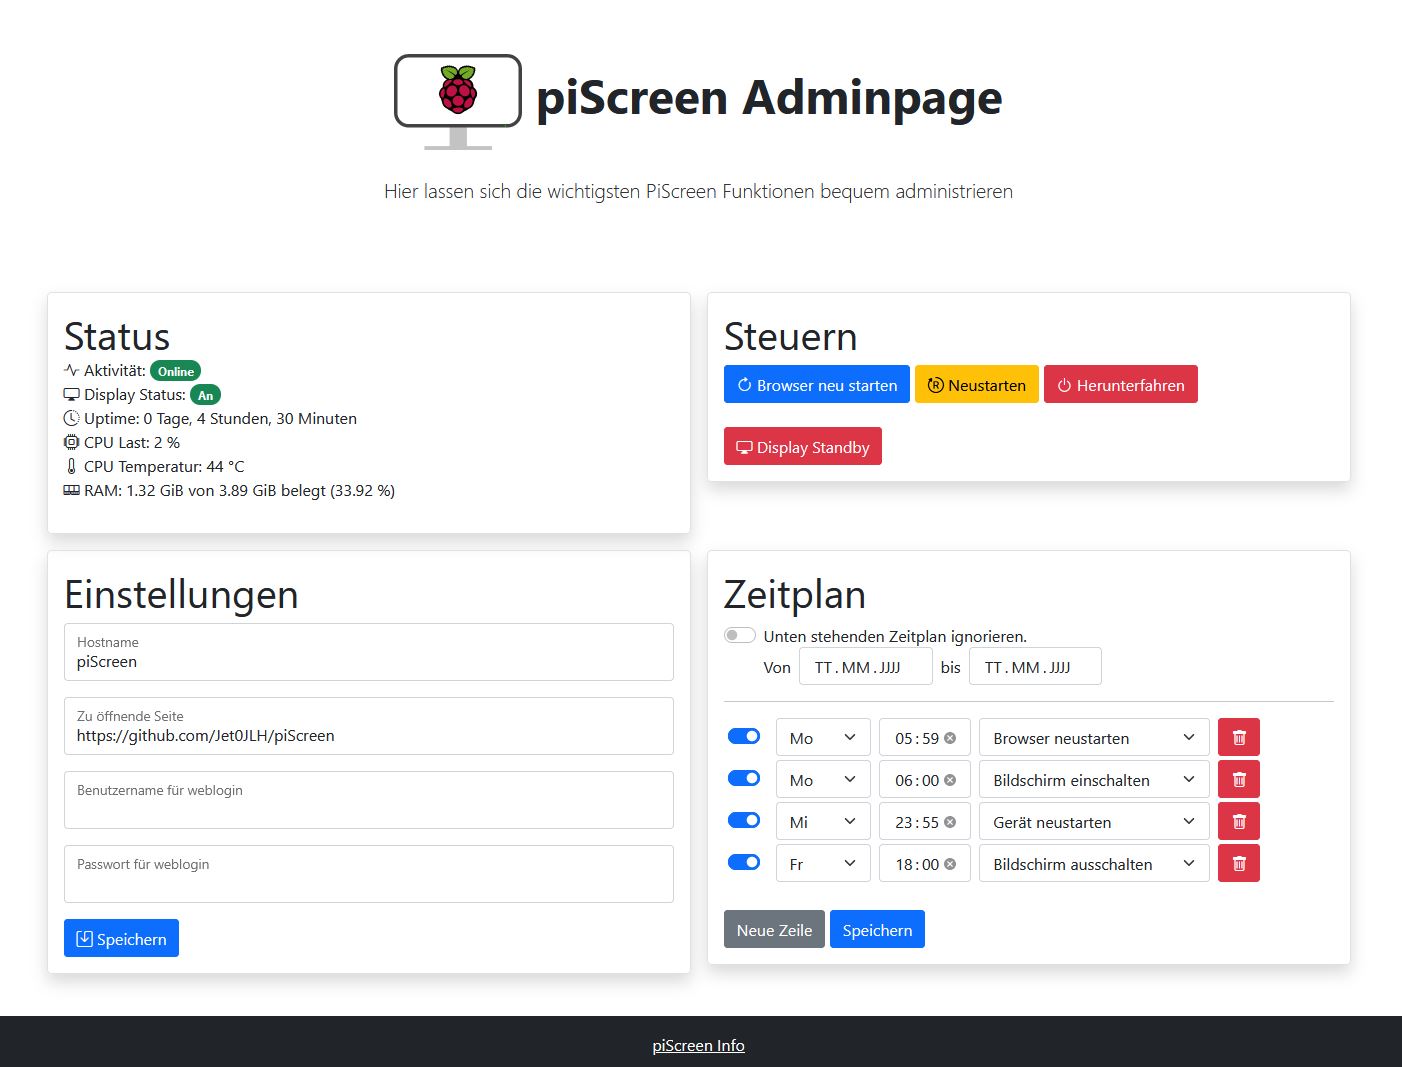 piScreen Adminpage
Hier lassen sich die wichtigsten PiScreen Funktionen bequem administrieren
Status
Aktivität: Online
Display Status: An
Uptime: 0 Tage, 4 Stunden, 30 Minuten
CPU Last: 2 %
CPU Temperatur: 44 °C
RAM: 1.32 GiB von 3.89 GiB belegt (33.92 %)
Steuern
Browser neu starten Neustarten Herunterfahren
Display Standby
Einstellungen
Hostname
piScreen
Zu öffnende Seite
https://github.com/Jet0JLH/piScreen
Benutzername für weblogin
Passwort für weblogin
Speichern
Zeitplan
Unten stehenden Zeitplan ignorieren.
Von TT.MM.JJJJ bis TT.MM.JJJJ
Mo 05:59 Browser neustarten
Mo 06:00 Bildschirm einschalten
Mi 23:55 Gerät neustarten
Fr 18:00 Bildschirm ausschalten
Neue Zeile Speichern
piScreen Info